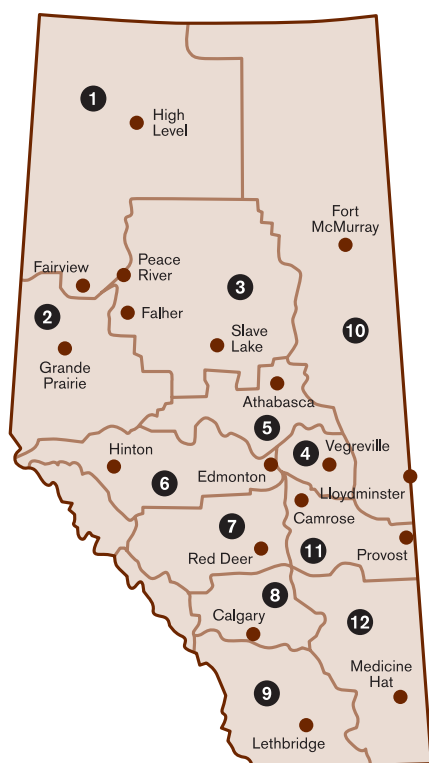 1
High
Level
Fort
McMurray
Peace
River
Fairview
3
Falher
2
10
Slave
Lake
Grande
Prairie
Athabasca
5
Vegreville
4
Hinton
Edmonton
6
Lloydminster
Camrose
7
11
Provost
Red Deer
8
Calgary
12
Medicine
Hat
9
Lethbridge